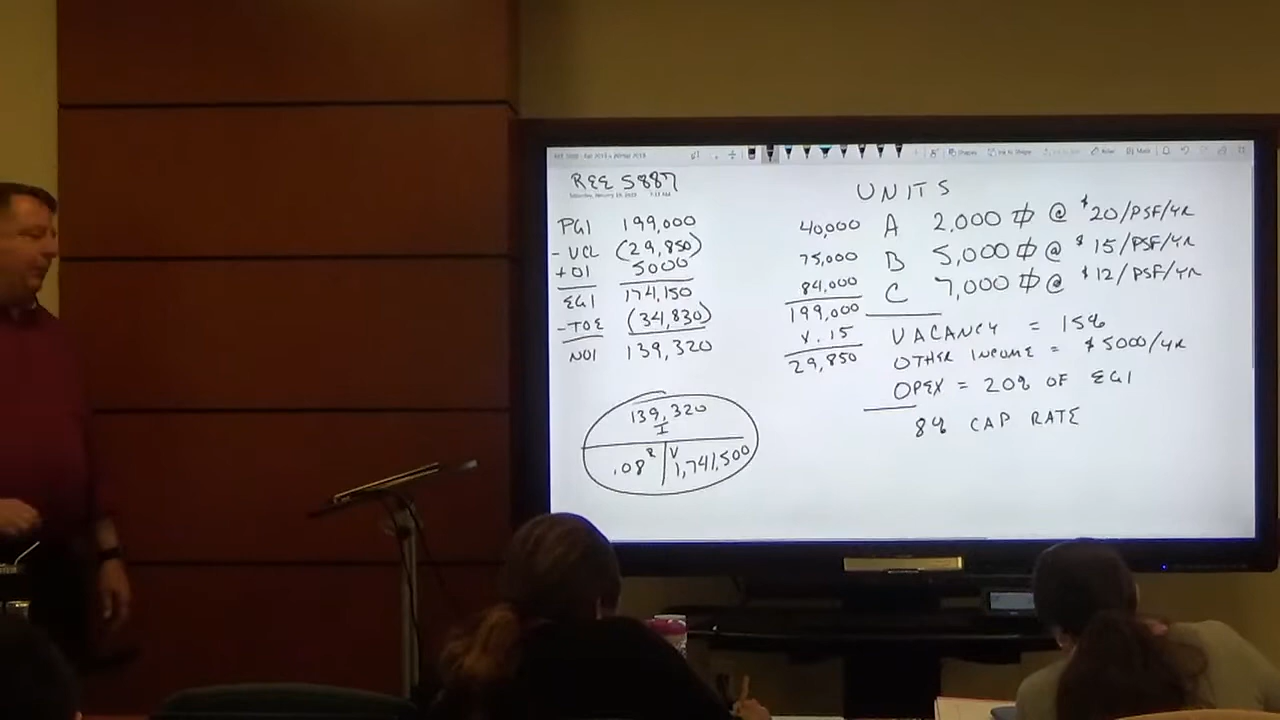 REE 5887
PGI 199,000
- VCL (29,850)
+ OI 5000
EGI 174,150
- TOE (34,830)
NOI 139,320
139,320
I
.08 R V 1,741,500
UNITS
40,000 A 2,000 ⏀ @ $20/PSF/YR
75,000 B 5,000 ⏀ @ $15/PSF/YR
84,000 C 7,000 ⏀ @ $12/PSF/YR
199,000
x .15
29,850
VACANCY = 15%
OTHER INCOME = $5000/YR
OPEX = 20% OF EGI
8% CAP RATE